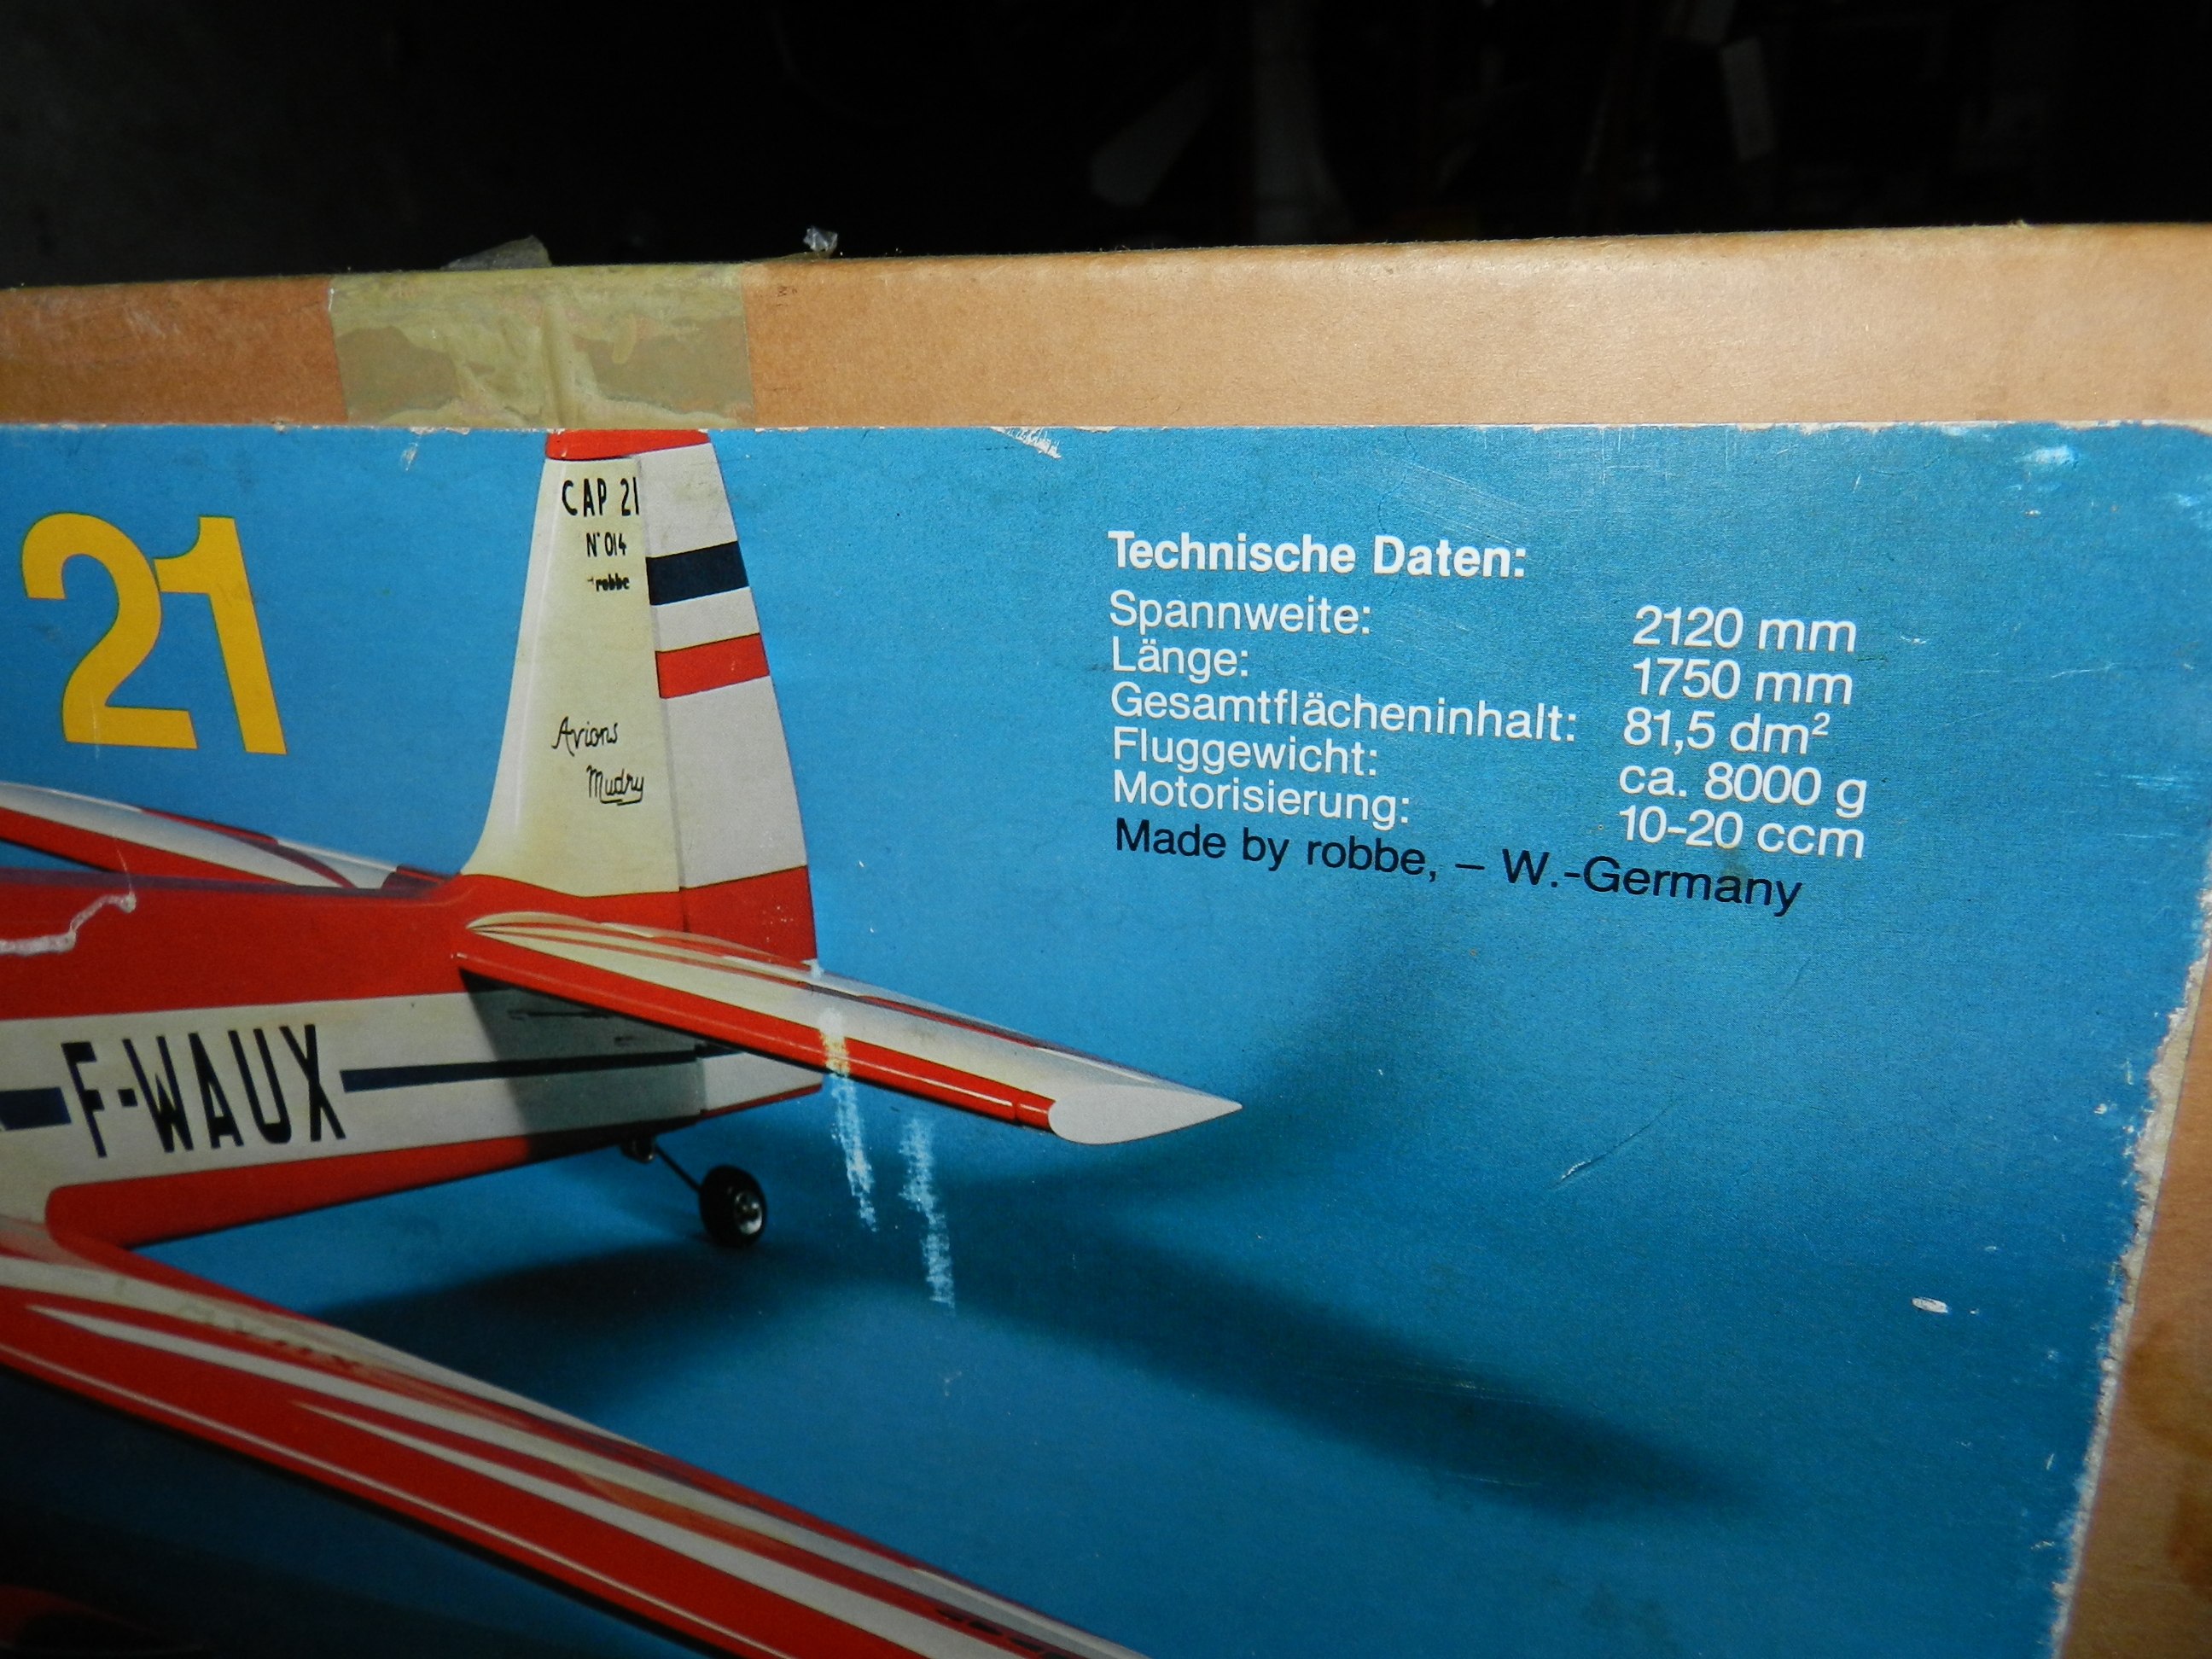 21
CAP 21
N° 014
robbe
Avions
Mudry
F-WAUX
Technische Daten:
Spannweite: 2120 mm
Länge: 1750 mm
Gesamtflächeninhalt: 81,5 dm²
Fluggewicht: ca. 8000 g
Motorisierung: 10-20 ccm
Made by robbe, – W.-Germany